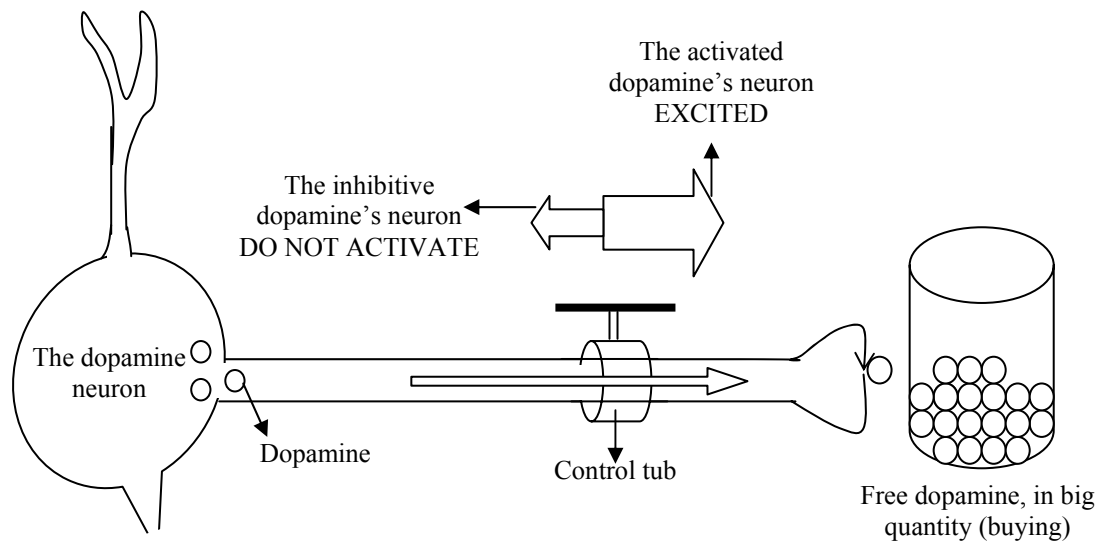 The activated
dopamine’s neuron
EXCITED
The inhibitive
dopamine’s neuron
DO NOT ACTIVATE
The dopamine
neuron
Dopamine
Control tub
Free dopamine, in big
quantity (buying)